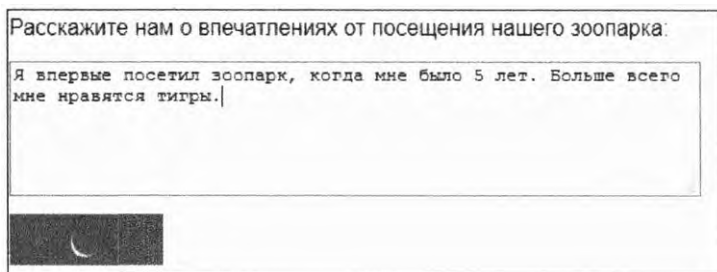 Расскажите нам о впечатлениях от посещения нашего зоопарка:
Я впервые посетил зоопарк, когда мне было 5 лет. Больше всего
мне нравятся тигры.